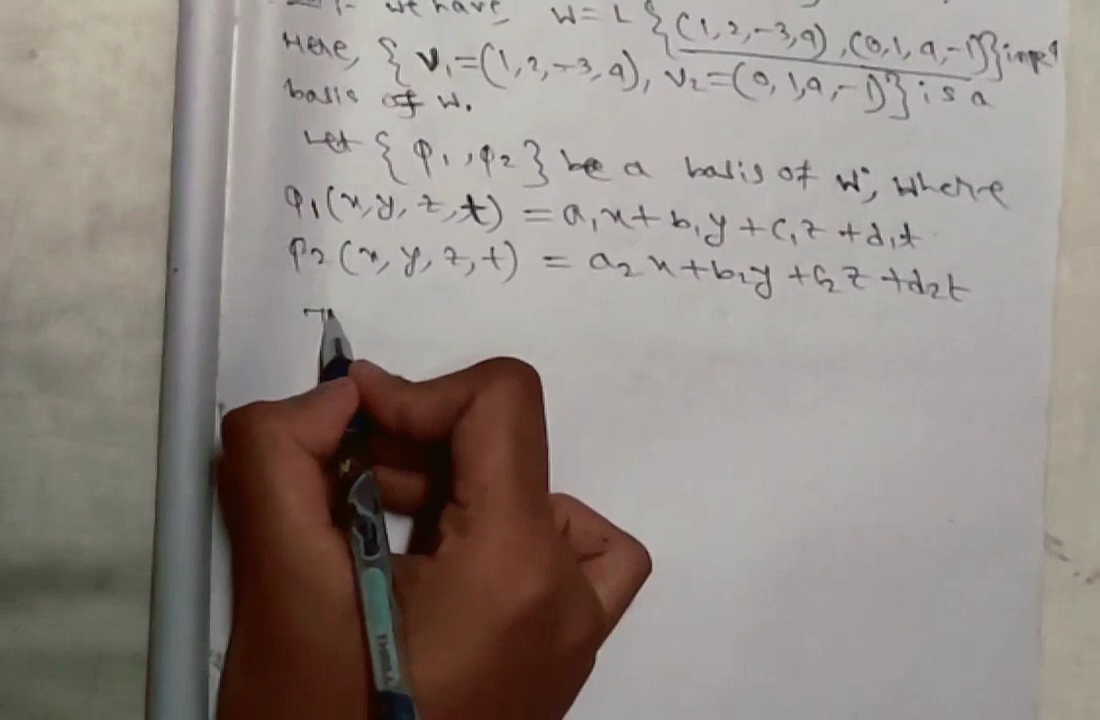 we have, W = L {(1, 2, -3, 4), (0, 1, 4, -1)}
Here, { v₁ = (1, 2, -3, 4), v₂ = (0, 1, 4, -1)} is a
basis of W.
Let {φ₁, φ₂} be a basis of W°, where
φ₁(x, y, z, t) = a₁x + b₁y + c₁z + d₁t
φ₂(x, y, z, t) = a₂x + b₂y + c₂z + d₂t